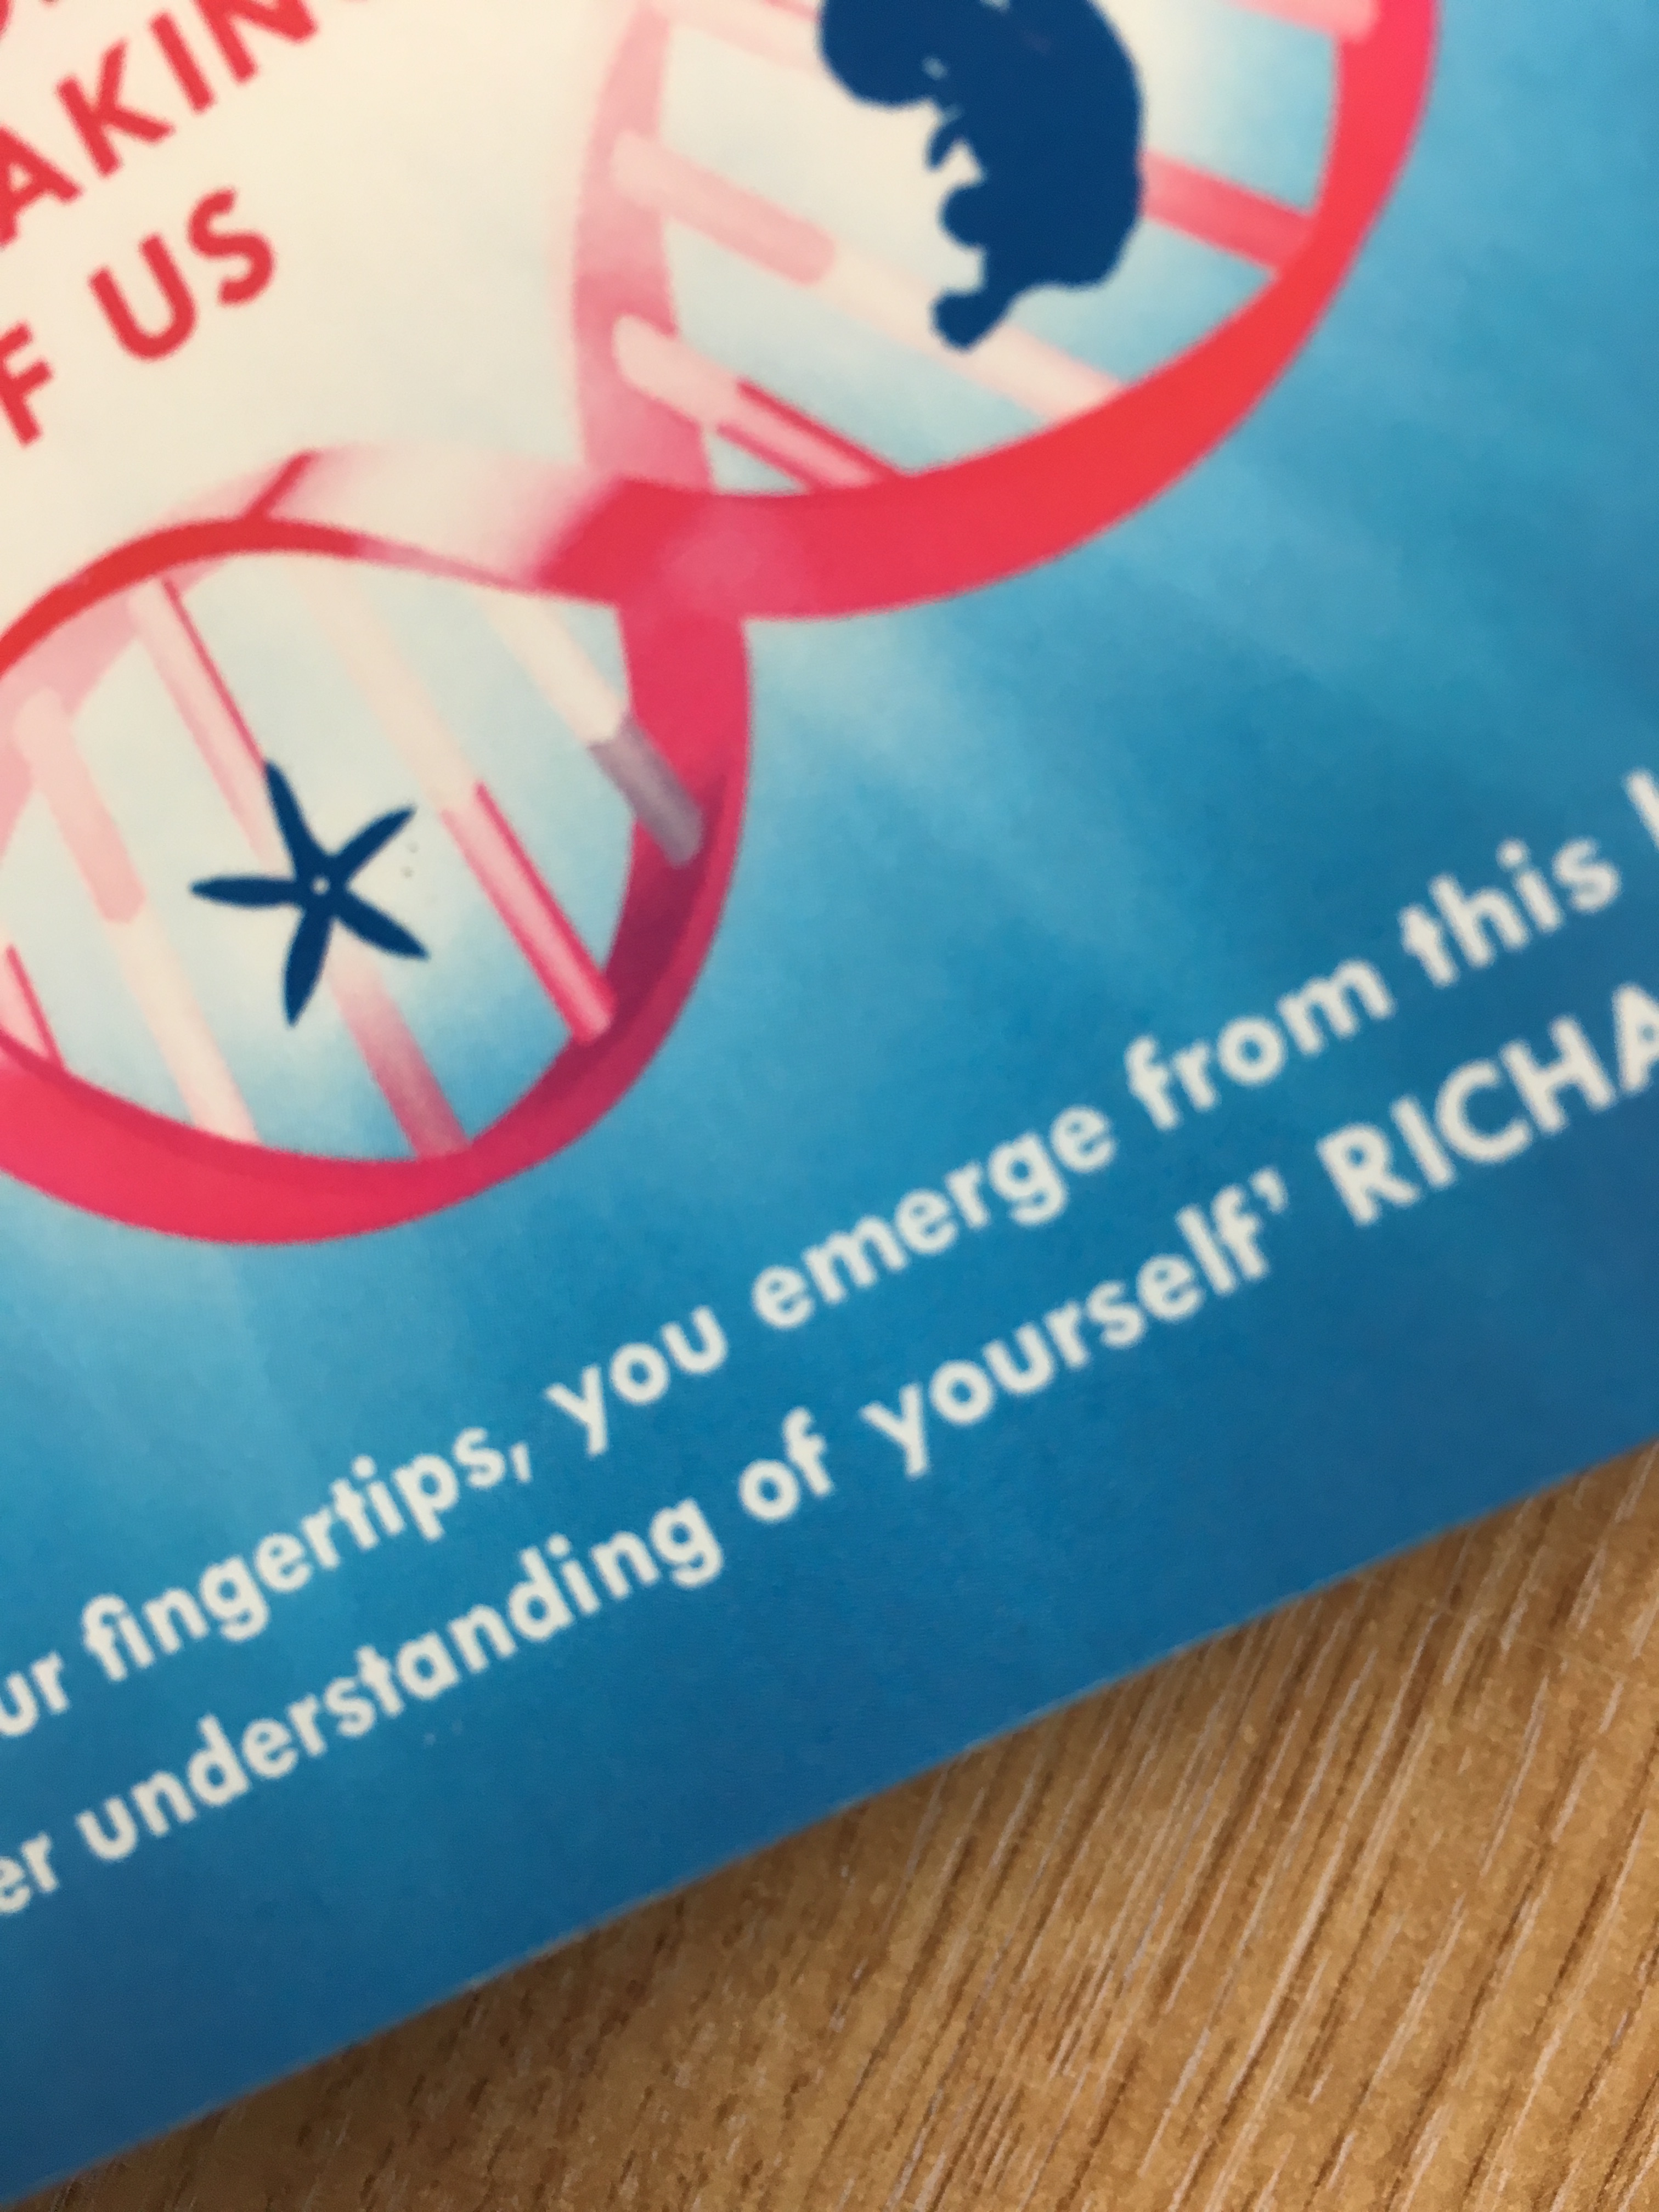 AKIN
F US
ur fingertips, you emerge from this
er understanding of yourself’ RICHA